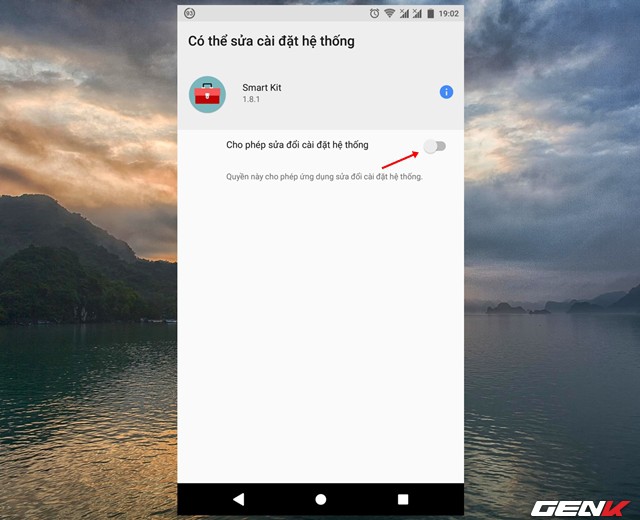 93
19:02
Có thể sửa cài đặt hệ thống
Smart Kit
1.8.1
Cho phép sửa đổi cài đặt hệ thống
Quyền này cho phép ứng dụng sửa đổi cài đặt hệ thống.
GENK